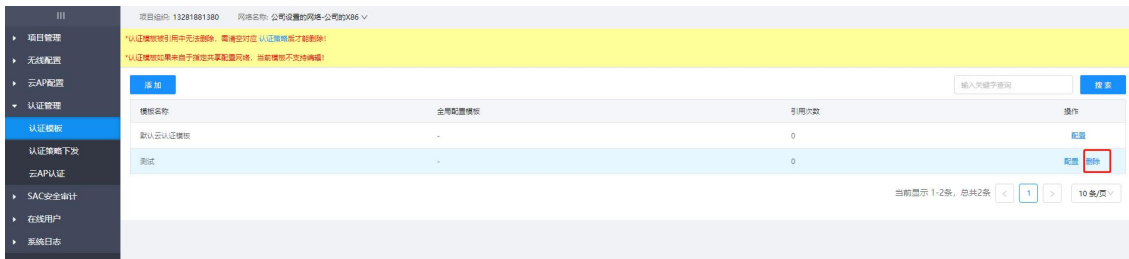 项目组织: 13281881380 网络名称: 公司设置的网络-公司的X86
项目管理
无线配置
云AP配置
认证管理
认证模板
认证策略下发
云AP认证
SAC安全审计
在线用户
系统日志
*认证模板被引用中无法删除，需清空对应 认证策略后才能删除!
*认证模板如果来自于指定共享配置网络，当前模板不支持编辑!
添加
输入关键字查询
搜索
模板名称 全局配置模板 引用次数 操作
默认云认证模板 - 0 配置
测试 - 0 配置 删除
当前显示 1-2条，总共2条 < 1 > 10 条/页